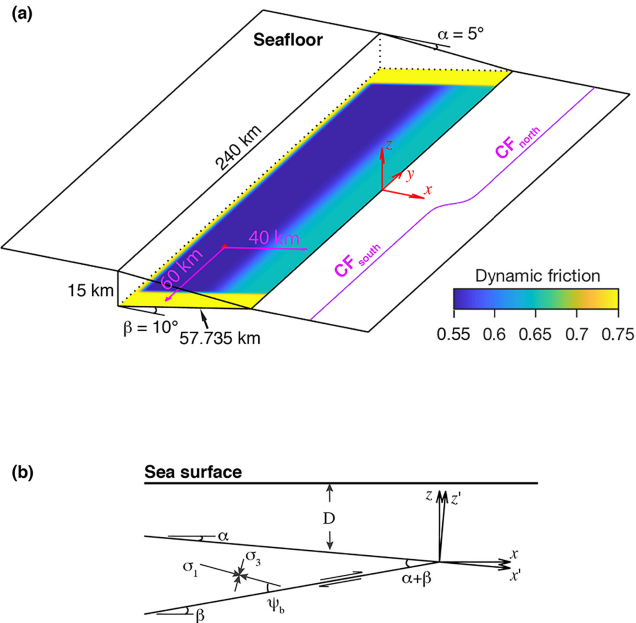 (a)
α = 5°
Seafloor
240 km
z
y
x
CF north
40 km
60 km
CF south
15 km
β = 10°
57.735 km
Dynamic friction
0.55 0.6 0.65 0.7 0.75
(b)
Sea surface
D
z z'
α
σ3
σ1
x
x'
α+β
ψb
β